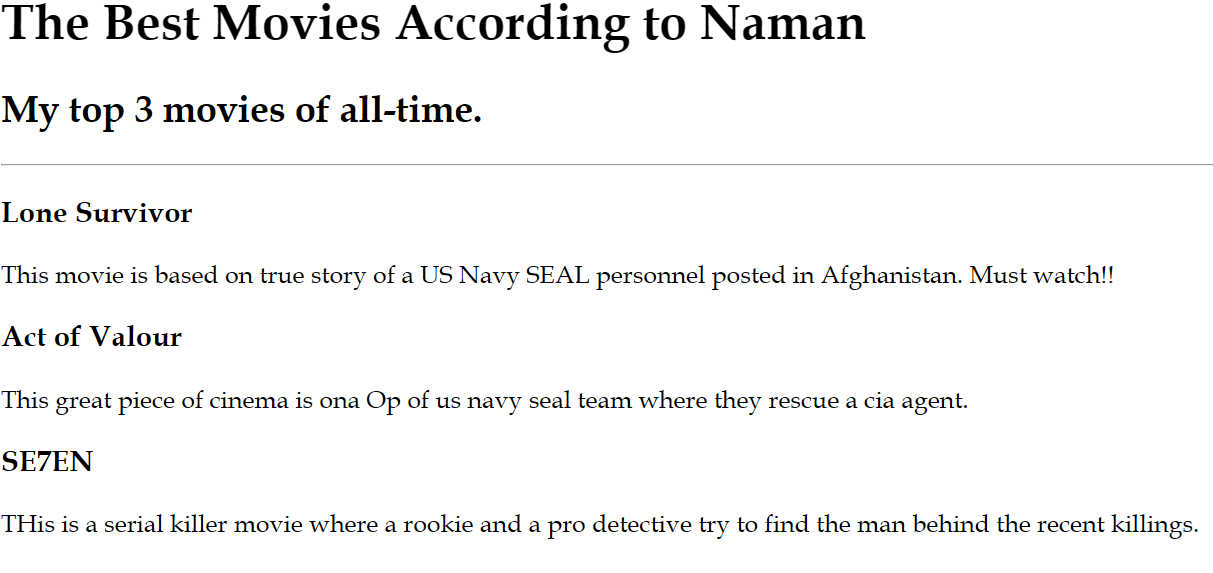 The Best Movies According to Naman
My top 3 movies of all-time.
Lone Survivor
This movie is based on true story of a US Navy SEAL personnel posted in Afghanistan. Must watch!!
Act of Valour
This great piece of cinema is ona Op of us navy seal team where they rescue a cia agent.
SE7EN
THis is a serial killer movie where a rookie and a pro detective try to find the man behind the recent killings.